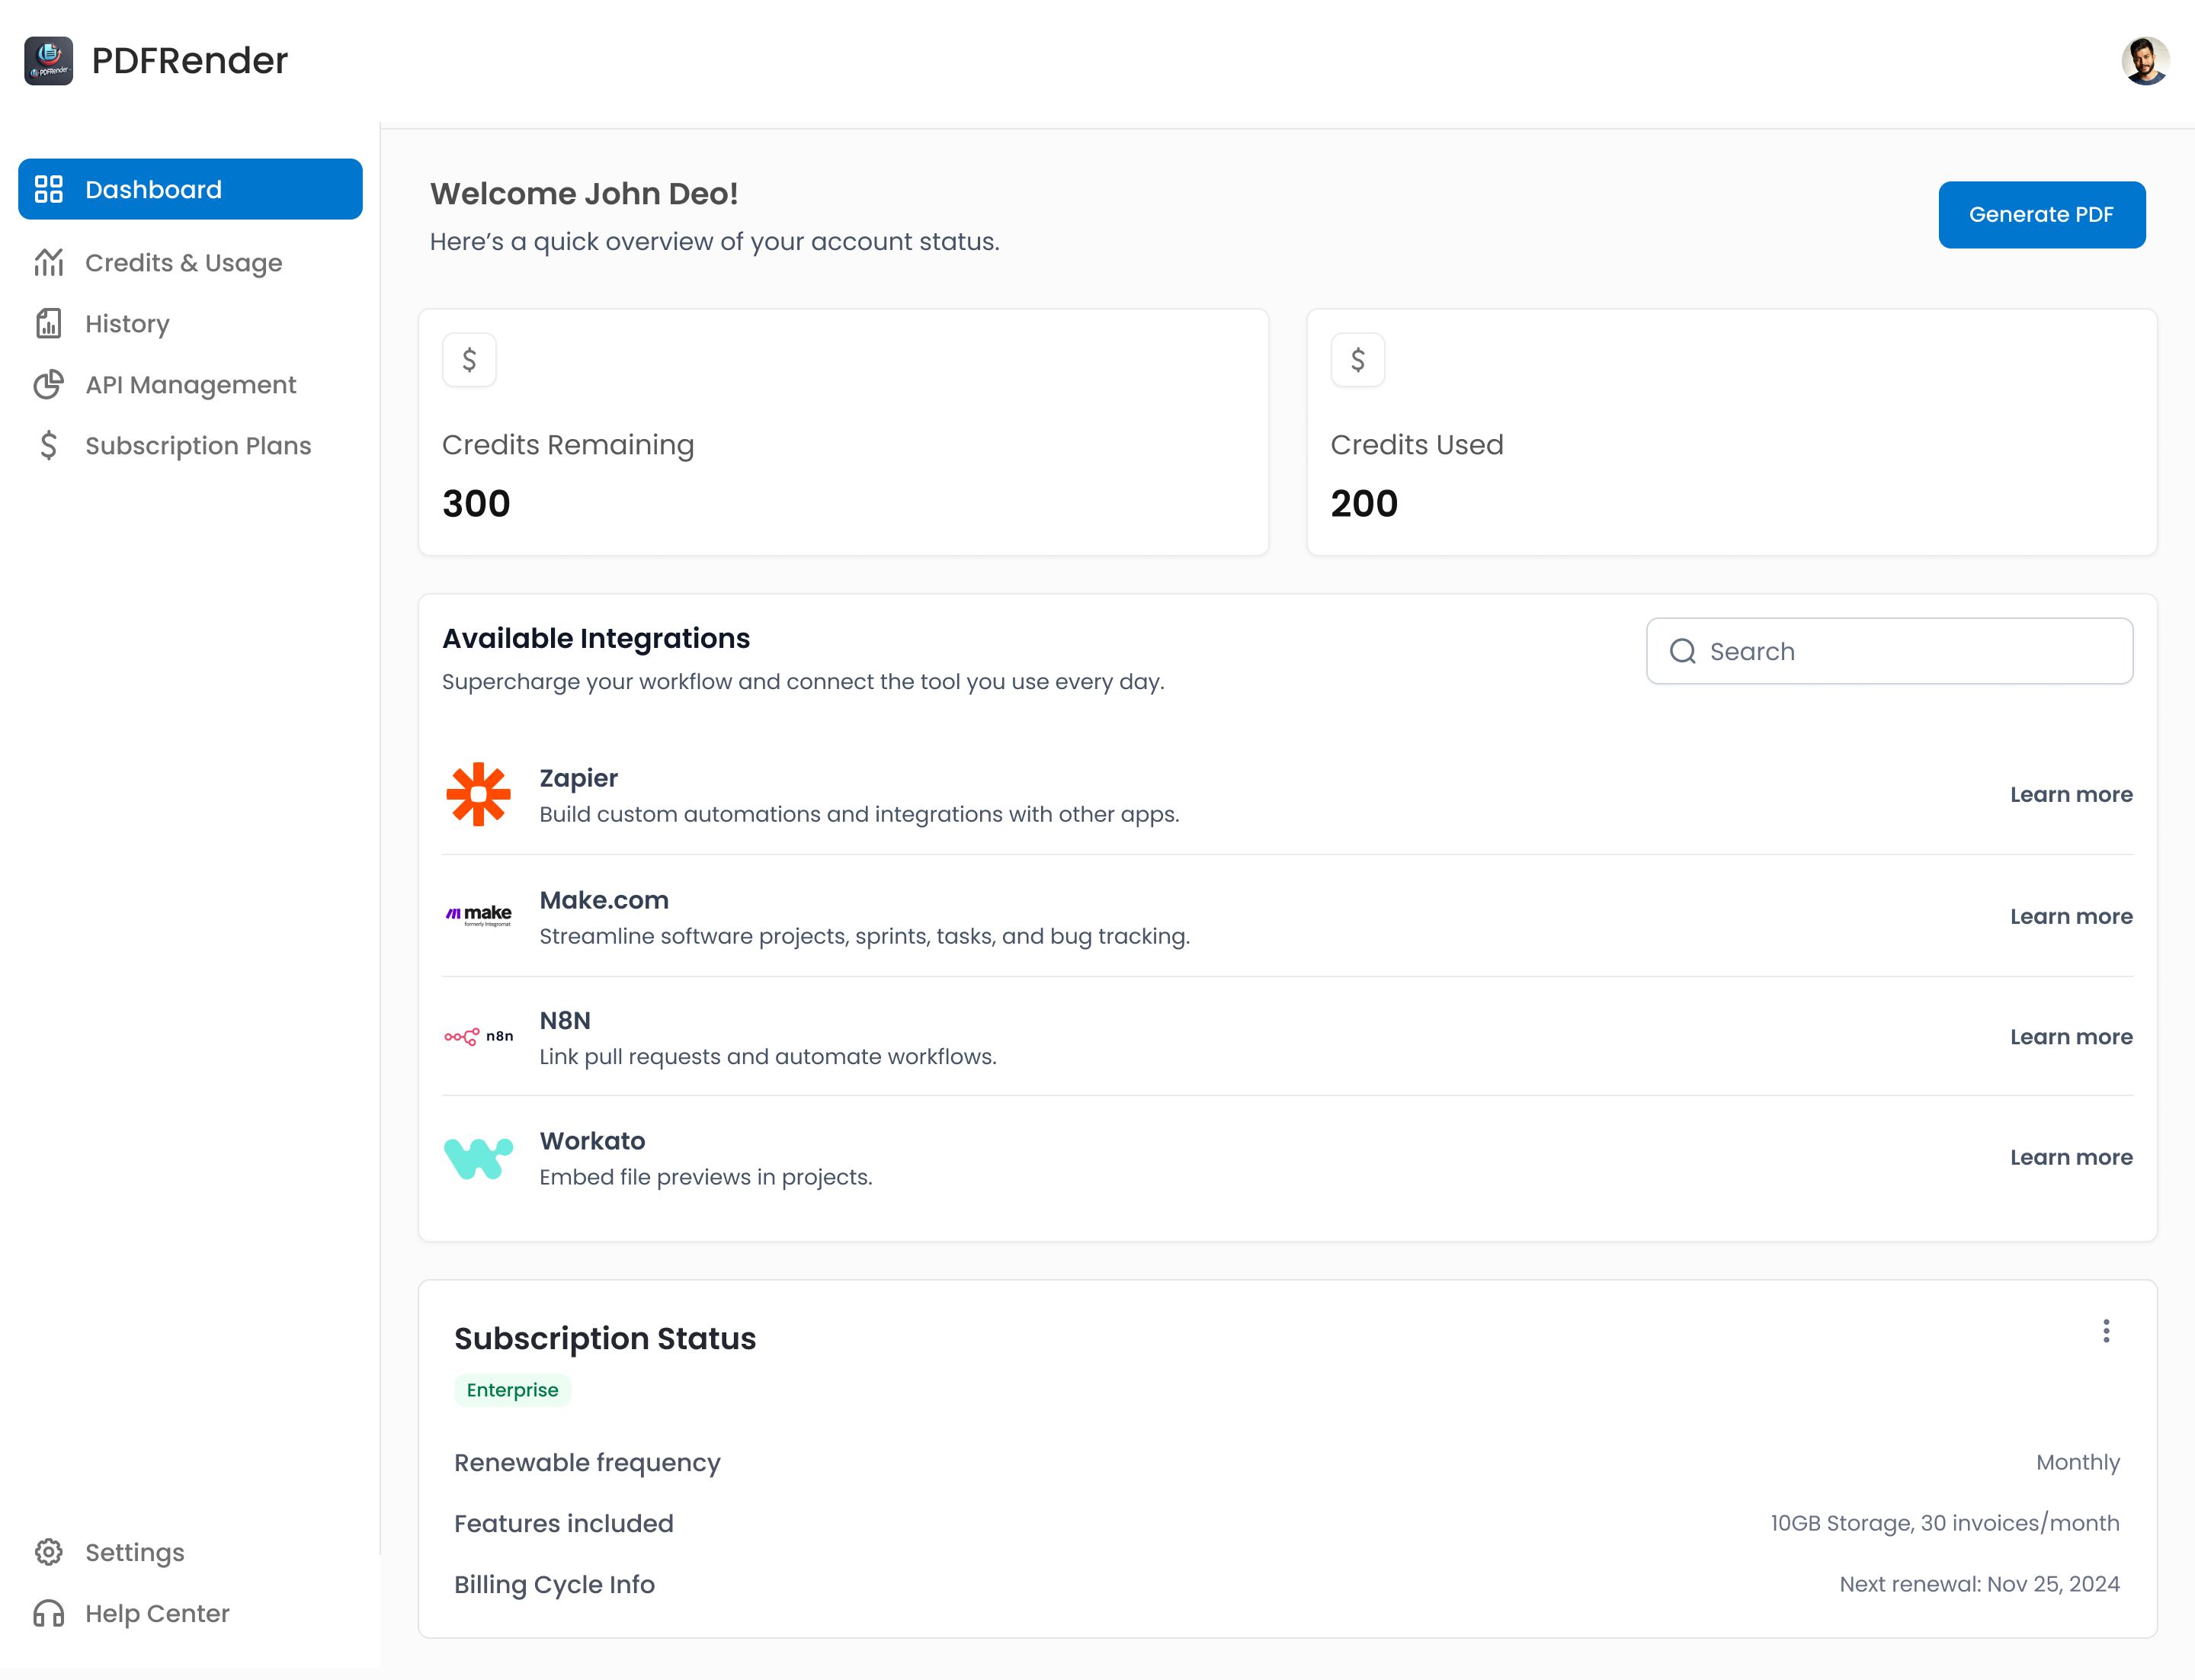 PDFRender
PDFRender
Dashboard
Credits & Usage
History
API Management
Subscription Plans
Settings
Help Center
Welcome John Deo!
Here’s a quick overview of your account status.
Generate PDF
$
Credits Remaining
300
$
Credits Used
200
Available Integrations
Supercharge your workflow and connect the tool you use every day.
Search
Zapier
Build custom automations and integrations with other apps.
Learn more
make
formerly Integromat
Make.com
Streamline software projects, sprints, tasks, and bug tracking.
Learn more
n8n
N8N
Link pull requests and automate workflows.
Learn more
Workato
Embed file previews in projects.
Learn more
Subscription Status
Enterprise
Renewable frequency
Monthly
Features included
10GB Storage, 30 invoices/month
Billing Cycle Info
Next renewal: Nov 25, 2024